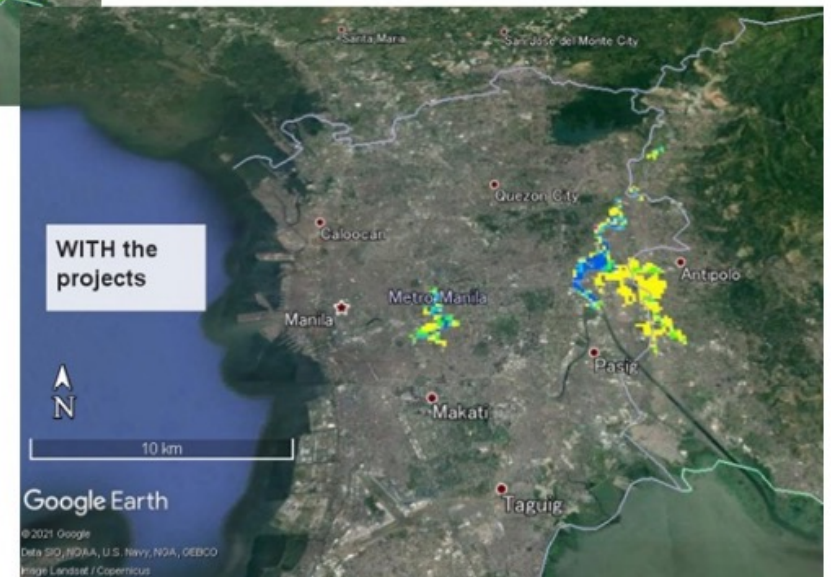 Santa Maria
San Jose del Monte City
Quezon City
Caloocan
WITH the
projects
Antipolo
Metro Manila
Manila
Pasig
N
Makati
10 km
Google Earth
Taguig
©2021 Google
Data SIO, NOAA, U.S. Navy, NGA, GEBCO
Image Landsat / Copernicus